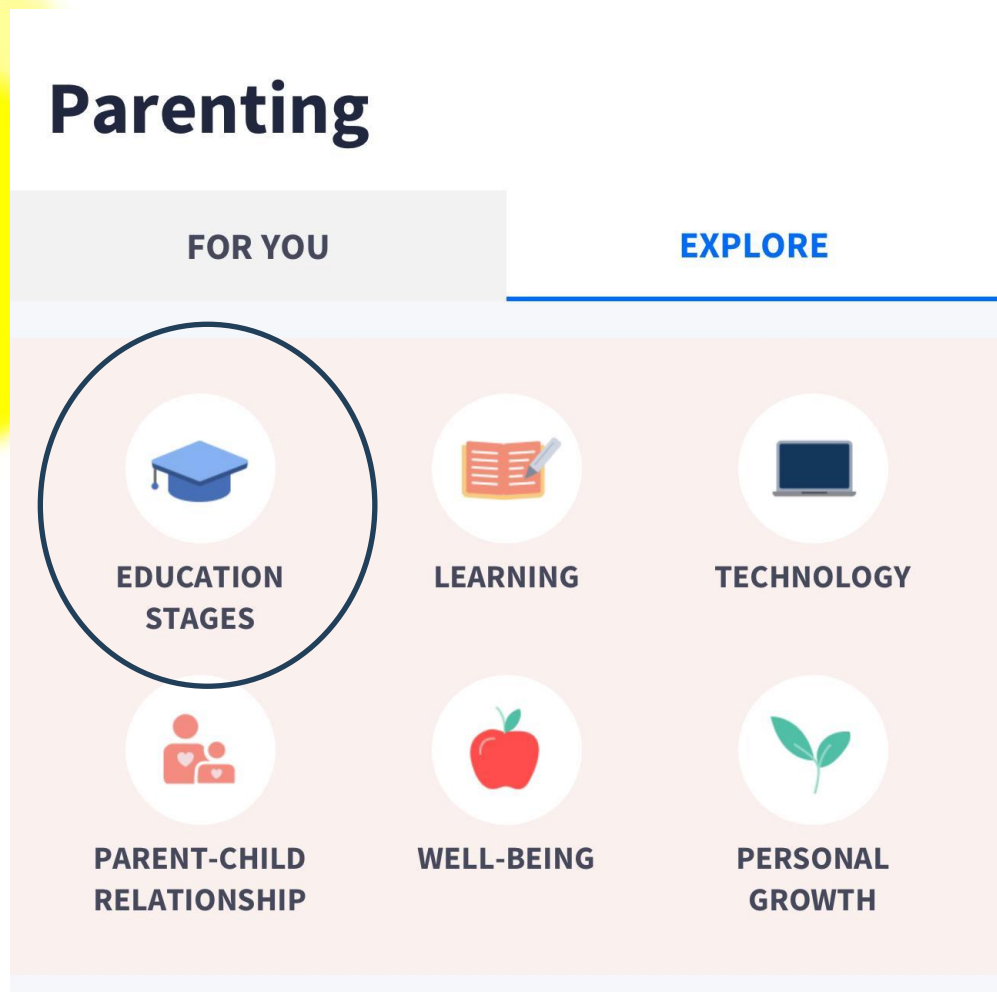 Parenting
FOR YOU
EXPLORE
EDUCATION
STAGES
LEARNING
TECHNOLOGY
PARENT-CHILD
RELATIONSHIP
WELL-BEING
PERSONAL
GROWTH